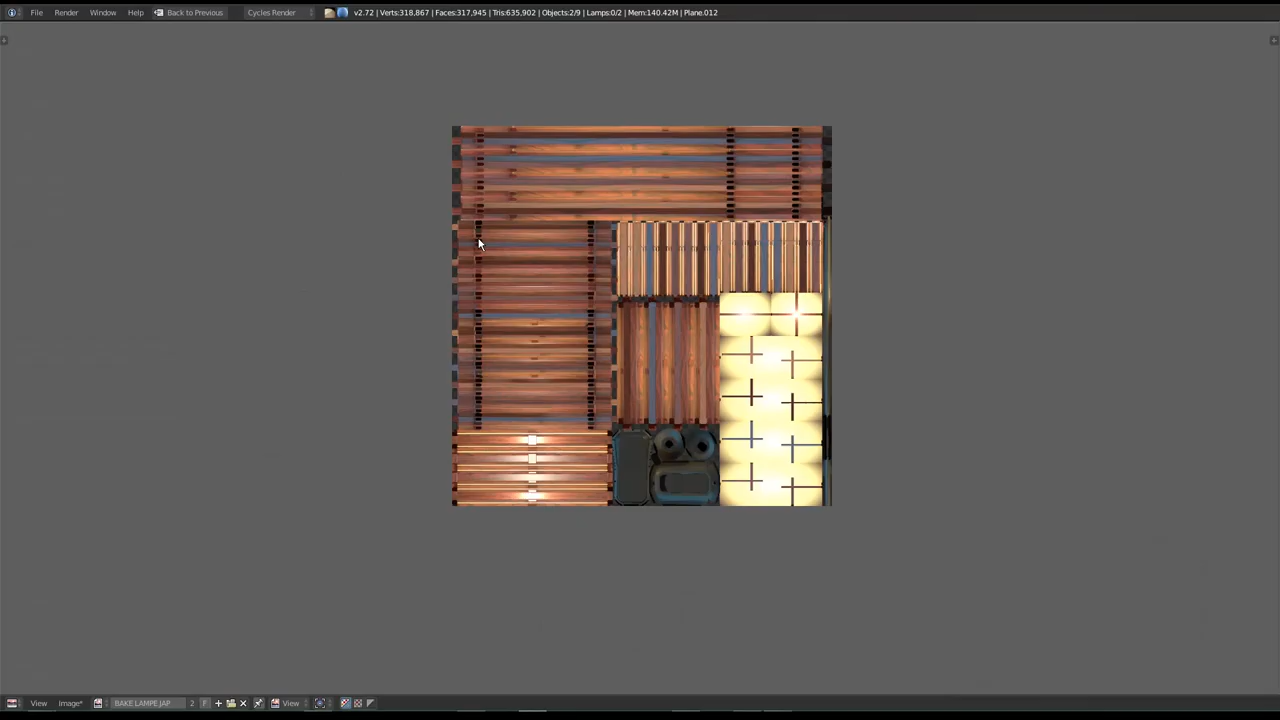 File Render Window Help Back to Previous Cycles Render v2.72 | Verts:318,867 | Faces:317,945 | Tris:635,902 | Objects:2/9 | Lamps:0/2 | Mem:140.42M | Plane.012
View Image* BAKE LAMPE JAP 2 F View